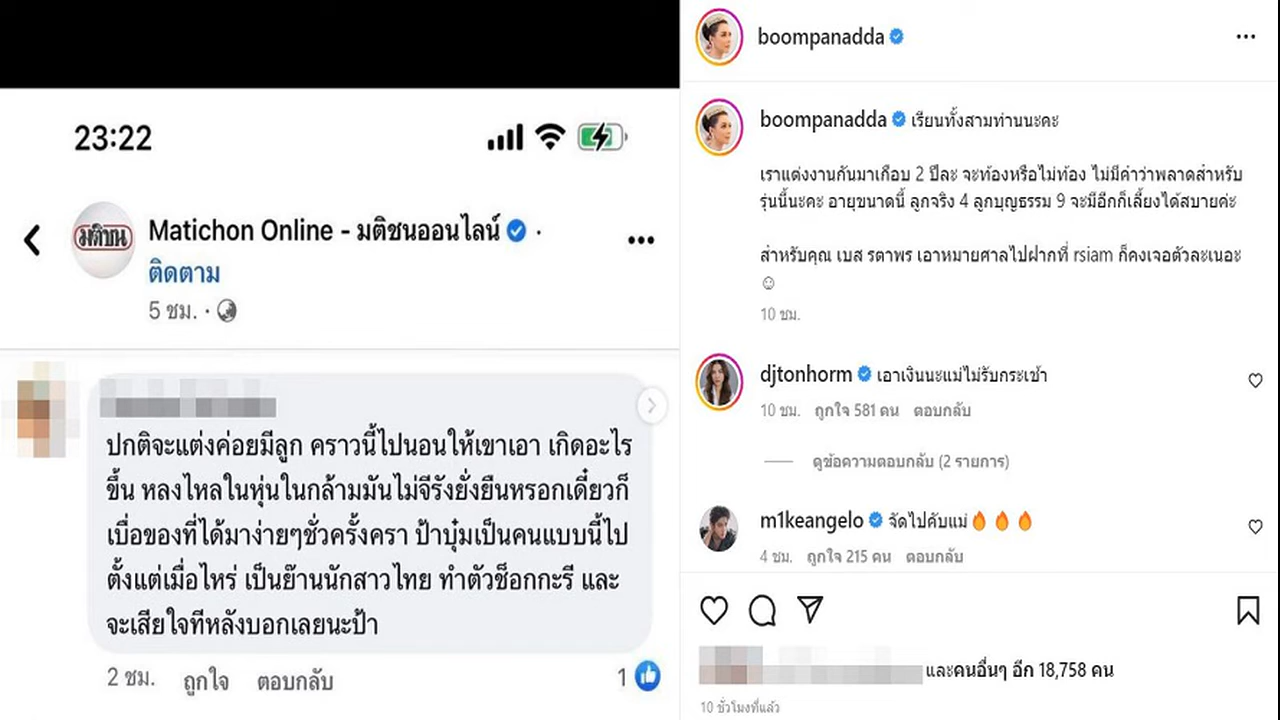 23:22
มติชน
Matichon Online - มติชนออนไลน์ ·
ติดตาม
5 ชม. ·
ปกติจะแต่งค่อยมีลูก คราวนี้ไปนอนให้เขาเอา เกิดอะไร
ขึ้น หลงไหลในหุ่นในกล้ามมันไม่จีรังยั่งยืนหรอกเดี๋ยวก็
เบื่อของที่ได้มาง่ายๆชั่วครั้งครา ป้าบุ๋มเป็นคนแบบนี้ไป
ตั้งแต่เมื่อไหร่ เป็นย๊านนักสาวไทย ทำตัวช็อกกะรี และ
จะเสียใจทีหลังบอกเลยนะป้า
2 ชม. ถูกใจ ตอบกลับ 1
boompanadda
boompanadda เรียนทั้งสามท่านนะคะ
เราแต่งงานกันมาเกือบ 2 ปีละ จะท้องหรือไม่ท้อง ไม่มีคำว่าพลาดสำหรับ
รุ่นนี้นะคะ อายุขนาดนี้ ลูกจริง 4 ลูกบุญธรรม 9 จะมีอีกก็เลี้ยงได้สบายค่ะ
สำหรับคุณ เบส รตาพร เอาหมายศาลไปฝากที่ rsiam ก็คงเจอตัวละเนอะ
☺
10 ชม.
djtonhorm เอาเงินนะแม่ไม่รับกระเช้า
10 ชม. ถูกใจ 581 คน ตอบกลับ
ดูข้อความตอบกลับ (2 รายการ)
m1keangelo จัดไปคับแม่🔥🔥🔥
4 ชม. ถูกใจ 215 คน ตอบกลับ
และคนอื่นๆ อีก 18,758 คน
10 ชั่วโมงที่แล้ว